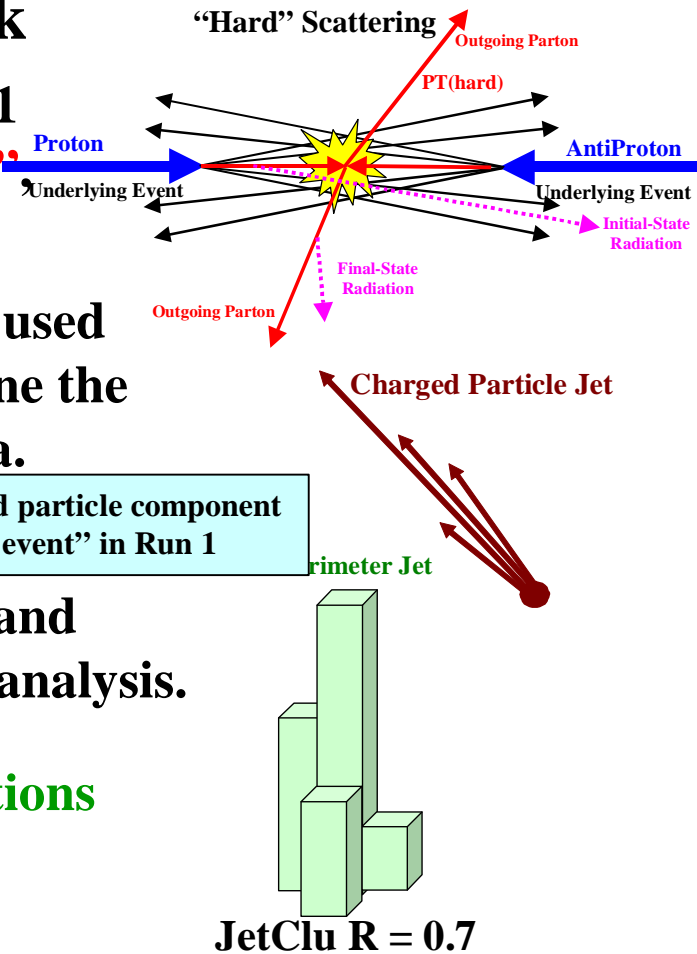 k
“Hard” Scattering
Outgoing Parton
PT(hard)
1
Proton
AntiProton
”,
Underlying Event
Underlying Event
Initial-State
Radiation
Final-State
Radiation
Outgoing Parton
used
ne the
a.
Charged Particle Jet
d particle component
event” in Run 1
rimeter Jet
and
analysis.
tions
JetClu R = 0.7